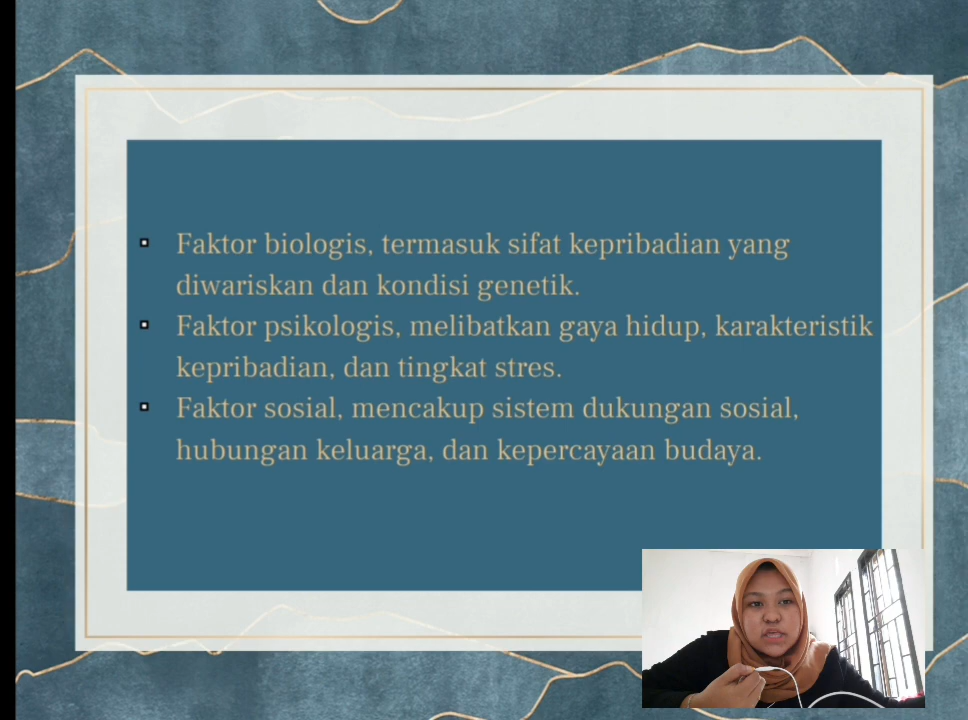 Faktor biologis, termasuk sifat kepribadian yang
diwariskan dan kondisi genetik.
Faktor psikologis, melibatkan gaya hidup, karakteristik
kepribadian, dan tingkat stres.
Faktor sosial, mencakup sistem dukungan sosial,
hubungan keluarga, dan kepercayaan budaya.